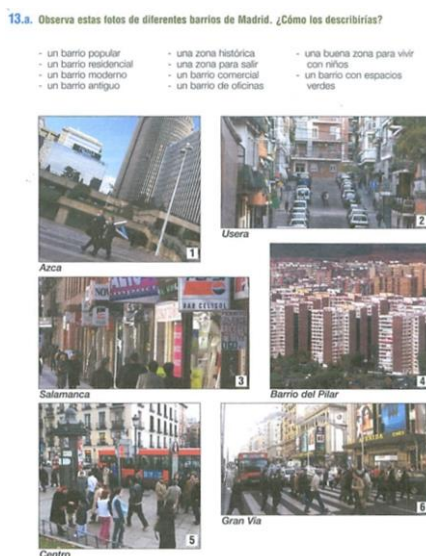 13.a. Observa estas fotos de diferentes barrios de Madrid. ¿Cómo los describirías?
- un barrio popular
- un barrio residencial
- un barrio moderno
- un barrio antiguo
- una zona histórica
- una zona para salir
- un barrio comercial
- un barrio de oficinas
- una buena zona para vivir
con niños
- un barrio con espacios
verdes
1
Azca
2
Usera
3
Salamanca
4
Barrio del Pilar
5
Centro
6
Gran Vía